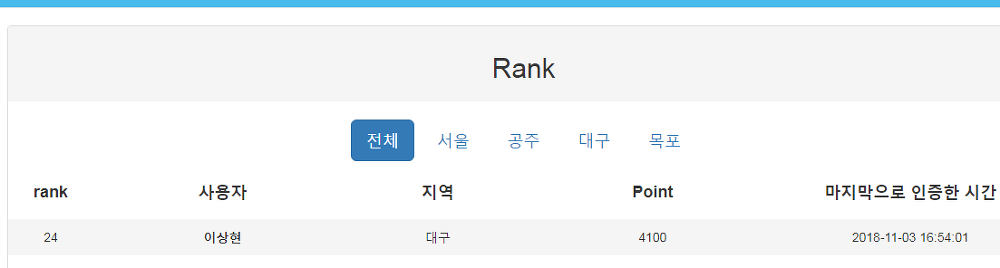 Rank
전체 서울 공주 대구 목포
rank 사용자 지역 Point 마지막으로 인증한 시간
24 이상현 대구 4100 2018-11-03 16:54:01